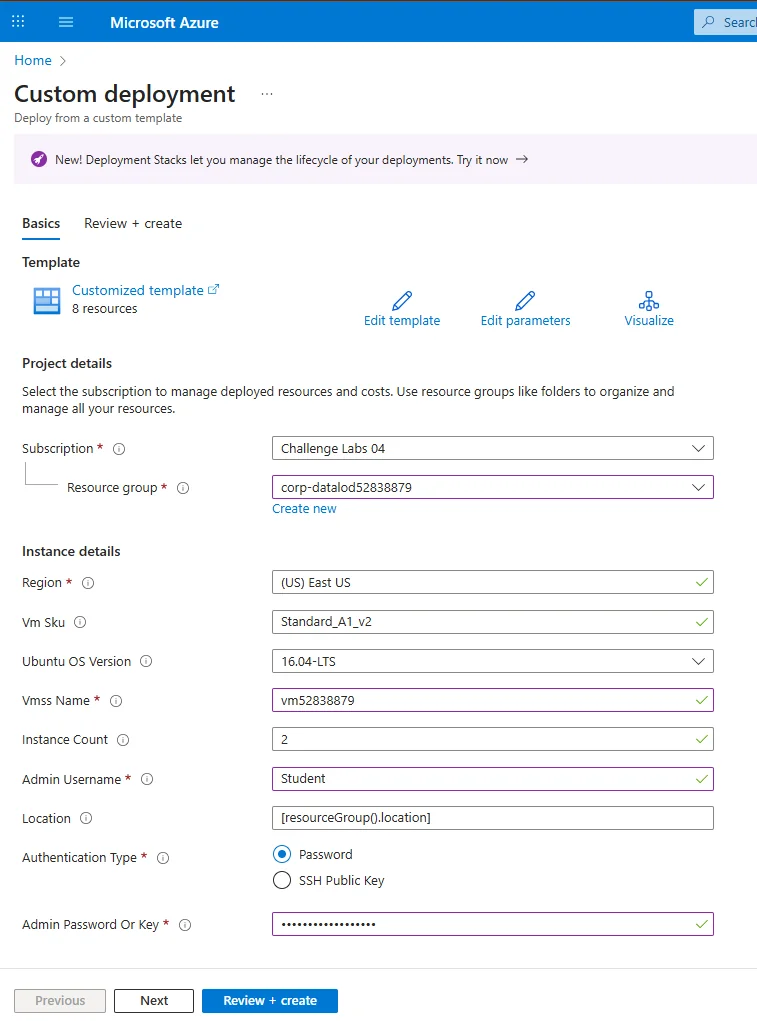 Microsoft Azure
Search
Home
Custom deployment ...
Deploy from a custom template
New! Deployment Stacks let you manage the lifecycle of your deployments. Try it now →
Basics Review + create
Template
Customized template
8 resources
Edit template Edit parameters Visualize
Project details
Select the subscription to manage deployed resources and costs. Use resource groups like folders to organize and
manage all your resources.
Subscription * Challenge Labs 04
Resource group * corp-datalod52838879
Create new
Instance details
Region * (US) East US
Vm Sku Standard_A1_v2
Ubuntu OS Version 16.04-LTS
Vmss Name * vm52838879
Instance Count 2
Admin Username * Student
Location [resourceGroup().location]
Authentication Type * Password
SSH Public Key
Admin Password Or Key * ••••••••••••••••••
Previous Next Review + create